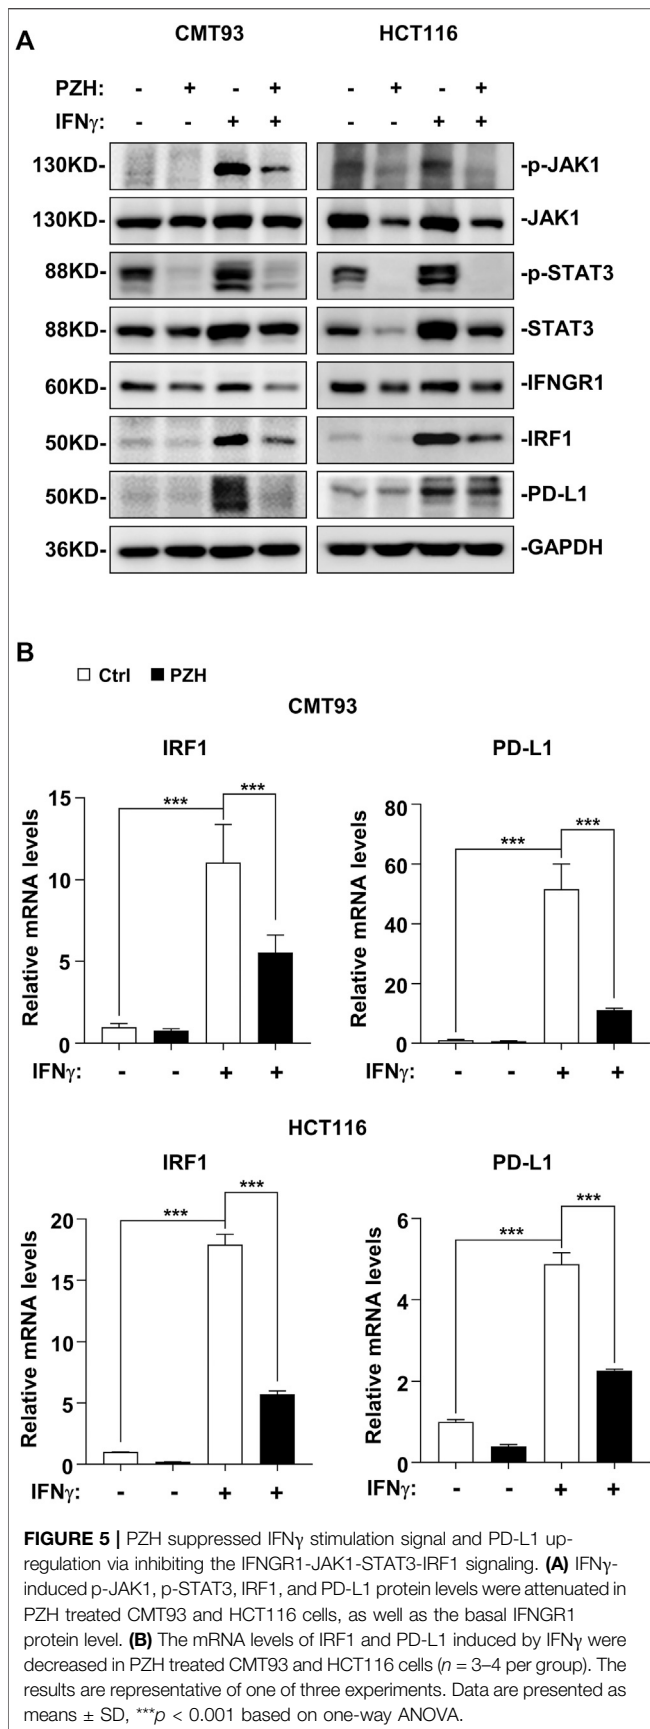 A
CMT93 HCT116
PZH: - + - + - + - +
IFNγ: - - + + - - + +
130KD- -p-JAK1
130KD- -JAK1
88KD- -p-STAT3
88KD- -STAT3
60KD- -IFNGR1
50KD- -IRF1
50KD- -PD-L1
36KD- -GAPDH
B
Ctrl PZH
CMT93
IRF1
Relative mRNA levels
15
10
5
0
***
***
IFNγ: - - + +
PD-L1
Relative mRNA levels
80
60
40
20
0
***
***
IFNγ: - - + +
HCT116
IRF1
Relative mRNA levels
20
15
10
5
0
***
***
IFNγ: - - + +
PD-L1
Relative mRNA levels
6
4
2
0
***
***
IFNγ: - - + +
FIGURE 5 | PZH suppressed IFNγ stimulation signal and PD-L1 up-
regulation via inhibiting the IFNGR1-JAK1-STAT3-IRF1 signaling. (A) IFNγ-
induced p-JAK1, p-STAT3, IRF1, and PD-L1 protein levels were attenuated in
PZH treated CMT93 and HCT116 cells, as well as the basal IFNGR1
protein level. (B) The mRNA levels of IRF1 and PD-L1 induced by IFNγ were
decreased in PZH treated CMT93 and HCT116 cells (n = 3–4 per group). The
results are representative of one of three experiments. Data are presented as
means ± SD, ***p < 0.001 based on one-way ANOVA.